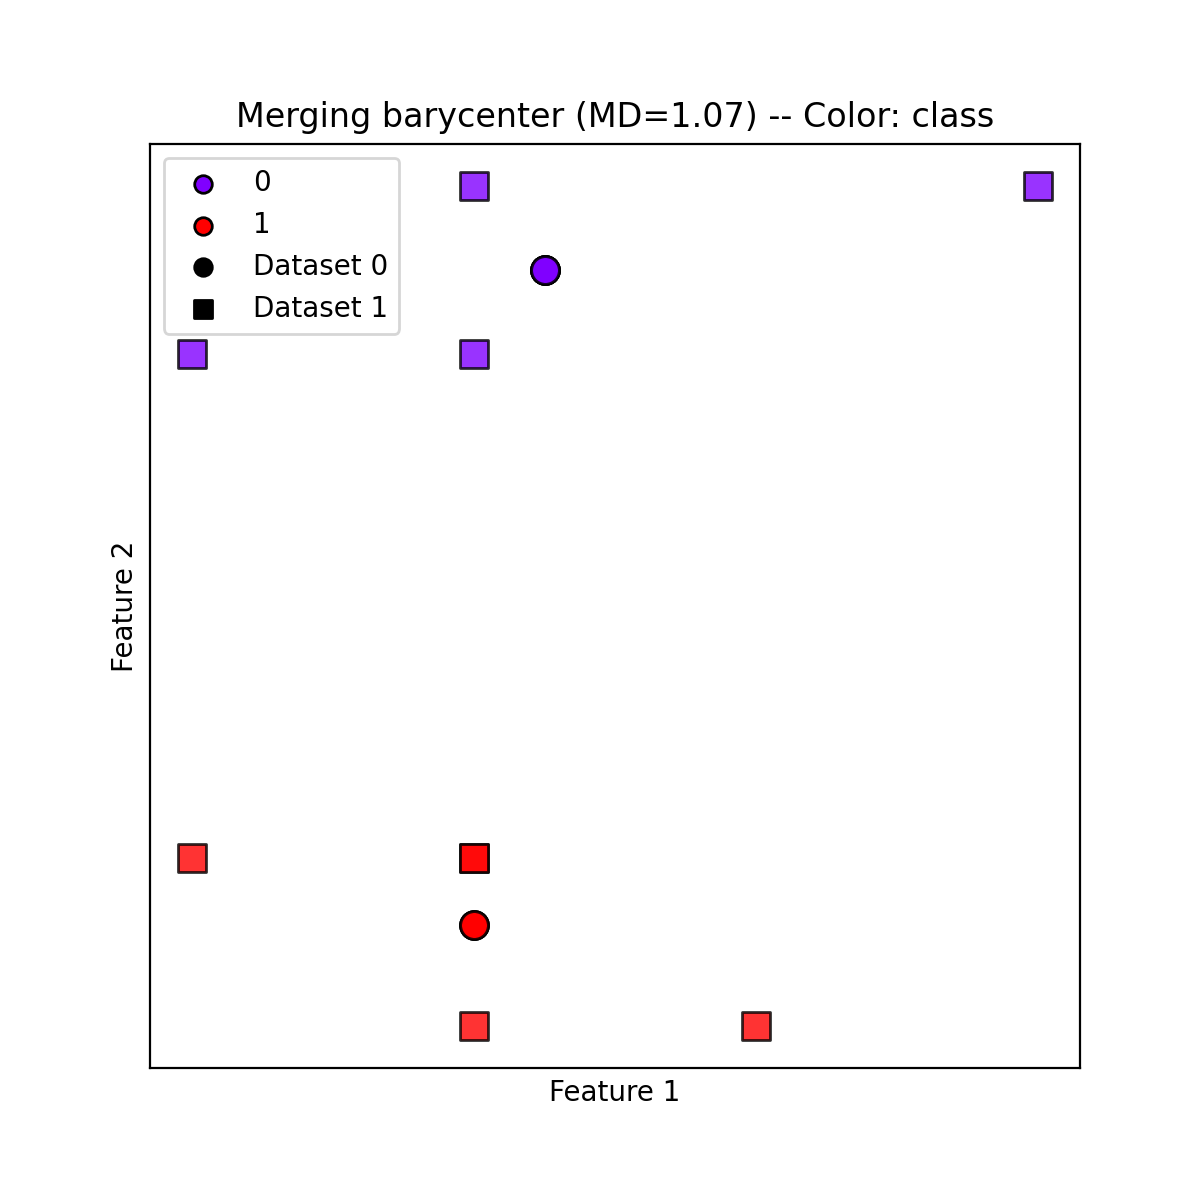 Merging barycenter (MD=1.07) -- Color: class
0
1
Dataset 0
Dataset 1
Feature 2
Feature 1